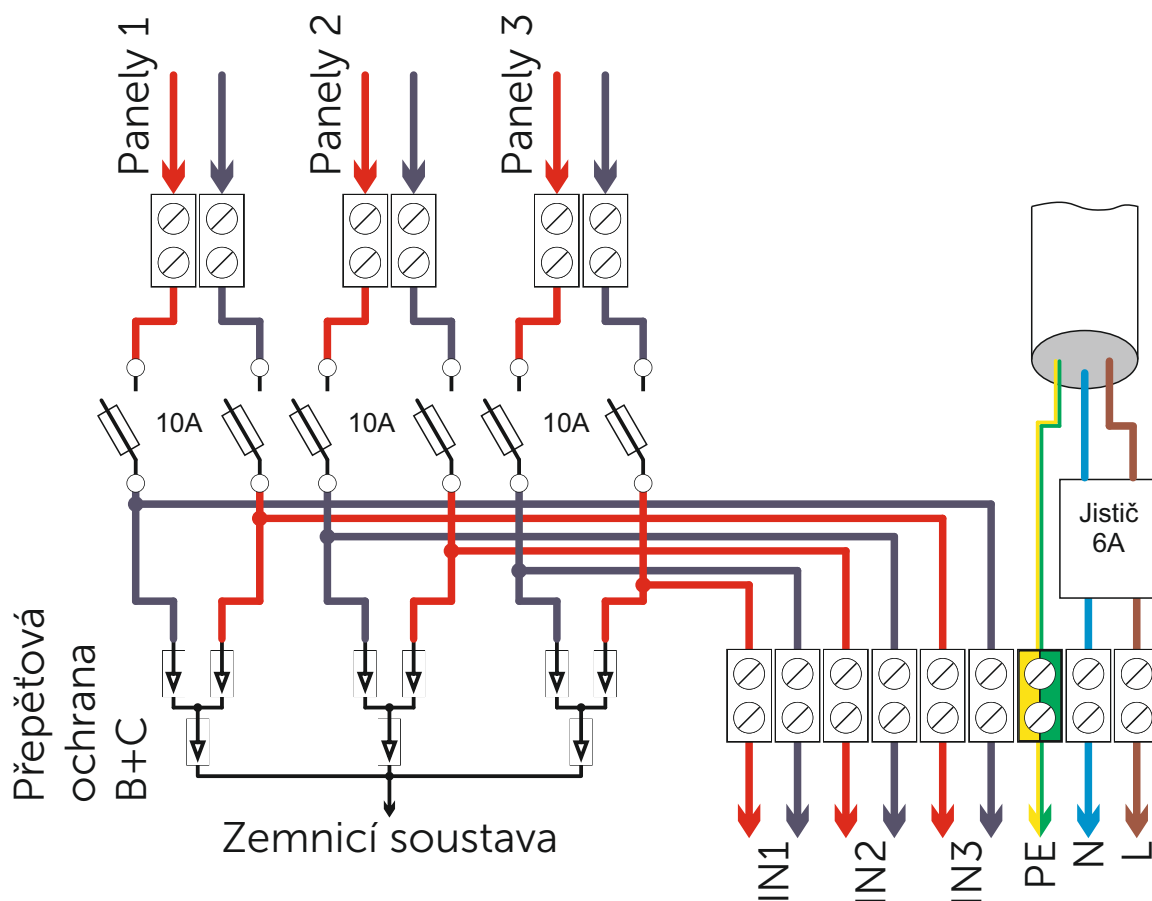 Panely 1
Panely 2
Panely 3
10A
10A
10A
Jistič
6A
Přepěťová
ochrana
B+C
Zemnicí soustava
IN1
IN2
IN3
PE
N
L